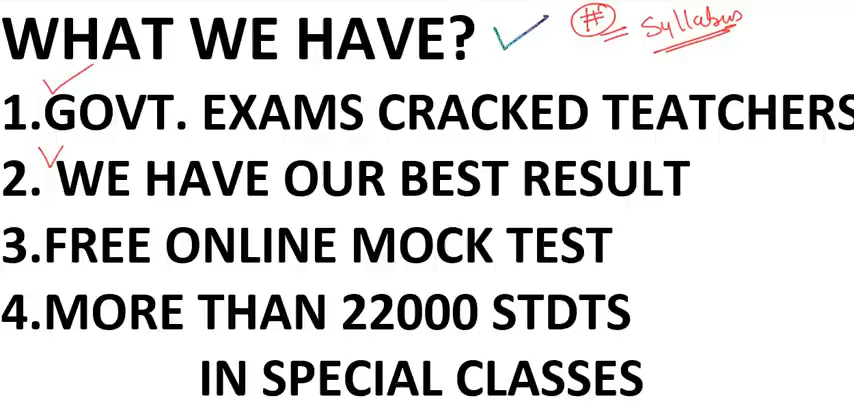 WHAT WE HAVE? # Syllabus
1.GOVT. EXAMS CRACKED TEATCHERS
2. WE HAVE OUR BEST RESULT
3.FREE ONLINE MOCK TEST
4.MORE THAN 22000 STDTS
IN SPECIAL CLASSES